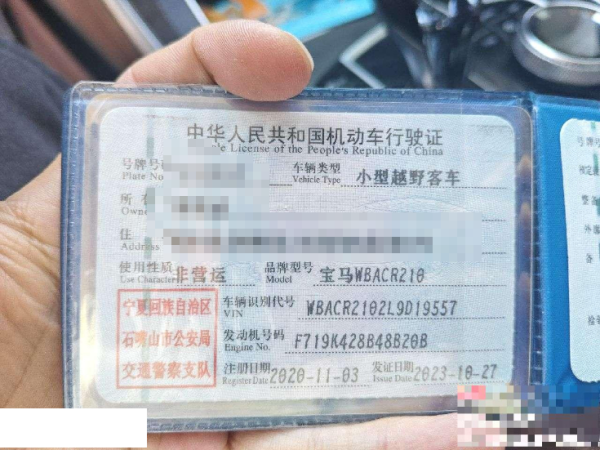 中华人民共和国机动车行驶证
le License of the People's Republic of China
号牌号
Plate No
车辆类型
Vehicle Type
小型越野客车
所
Owne
住
Address
使用性质
Use Character
非营运
品牌型号
Model
宝马WBACR210
宁夏回族自治区
石嘴山市公安局
交通警察支队
车辆识别代号
VIN
WBACR2102L9D19557
发动机号码
Engine No.
F719K428B48B20B
注册日期
Register Date
2020-11-03
发证日期
Issue Date
2023-10-27
号牌号